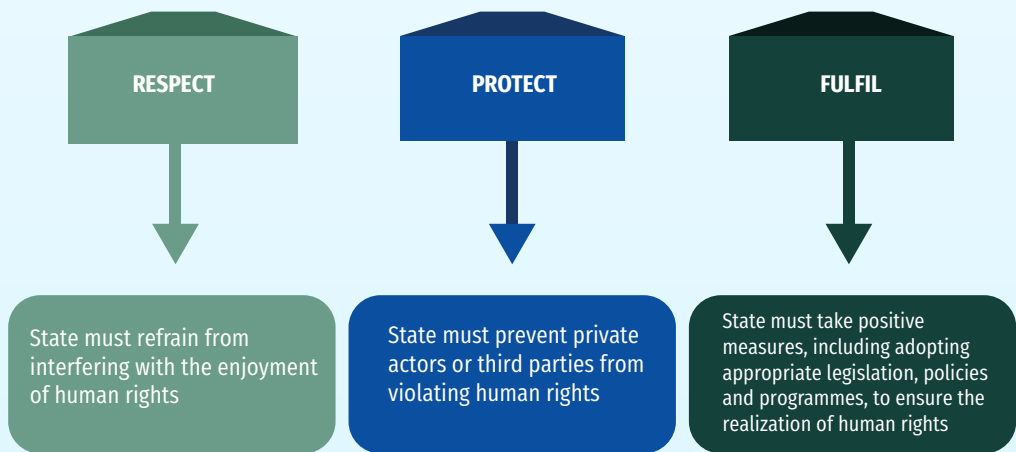 RESPECT
State must refrain from
interfering with the enjoyment
of human rights
PROTECT
State must prevent private
actors or third parties from
violating human rights
FULFIL
State must take positive
measures, including adopting
appropriate legislation, policies
and programmes, to ensure the
realization of human rights